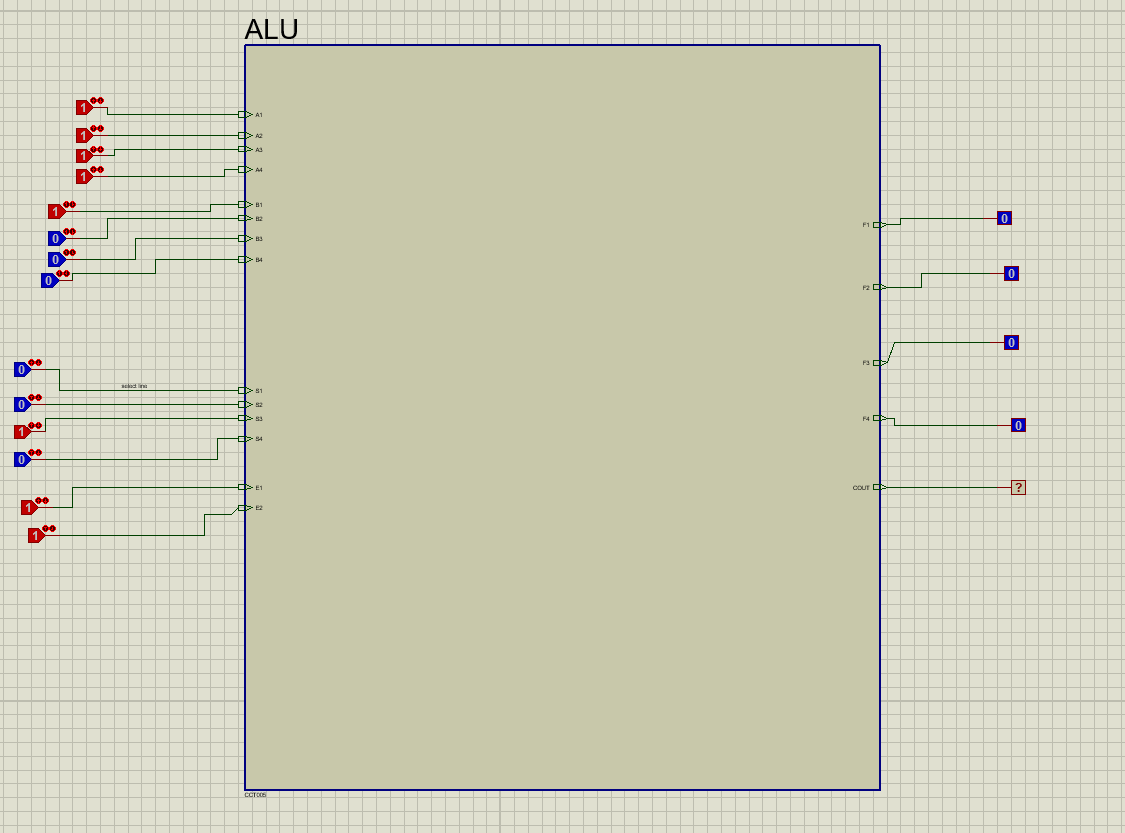 ALU
1 A1
1 A2
1 A3
1 A4
1 B1
0 B2
0 B3
0 B4
F1 0
F2 0
F3 0
F4 0
COUT ?
0 select line S1
0 S2
1 S3
0 S4
1 E1
1 E2
CCT005